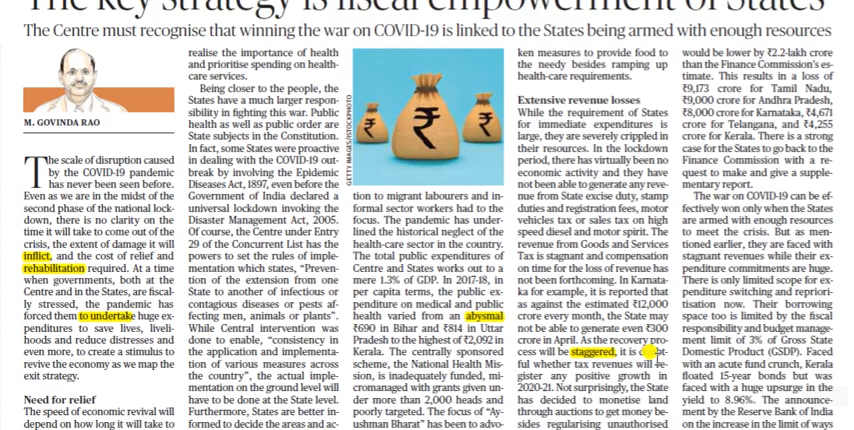 The key strategy is fiscal empowerment of States
The Centre must recognise that winning the war on COVID-19 is linked to the States being armed with enough resources
M. GOVINDA RAO
The scale of disruption caused
by the COVID-19 pandemic
has never been seen before.
Even as we are in the midst of the
second phase of the national lock-
down, there is no clarity on the
time it will take to come out of the
crisis, the extent of damage it will
inflict, and the cost of relief and
rehabilitation required. At a time
when governments, both at the
Centre and in the States, are fiscal-
ly stressed, the pandemic has
forced them to undertake huge ex-
penditures to save lives, liveli-
hoods and reduce distresses and
even more, to create a stimulus to
revive the economy as we map the
exit strategy.
Need for relief
The speed of economic revival will
depend on how long it will take to
realise the importance of health
and prioritise spending on health-
care services.
Being closer to the people, the
States have a much larger respon-
sibility in fighting this war. Public
health as well as public order are
State subjects in the Constitution.
In fact, some States were proactive
in dealing with the COVID-19 out-
break by involving the Epidemic
Diseases Act, 1897, even before the
Government of India declared a
universal lockdown invoking the
Disaster Management Act, 2005.
Of course, the Centre under Entry
29 of the Concurrent List has the
powers to set the rules of imple-
mentation which states, “Preven-
tion of the extension from one
State to another of infectious or
contagious diseases or pests af-
fecting men, animals or plants”.
While Central intervention was
done to enable, “consistency in
the application and implementa-
tion of various measures across
the country”, the actual imple-
mentation on the ground level will
have to be done at the State level.
Furthermore, States are better in-
formed to decide the areas and ac-
GETTY IMAGES/ISTOCKPHOTO
₹
₹
₹
tion to migrant labourers and in-
formal sector workers had to the
focus. The pandemic has under-
lined the historical neglect of the
health-care sector in the country.
The total public expenditures of
Centre and States works out to a
mere 1.3% of GDP. In 2017-18, in
per capita terms, the public ex-
penditure on medical and public
health varied from an abysmal
₹690 in Bihar and ₹814 in Uttar
Pradesh to the highest of ₹2,092 in
Kerala. The centrally sponsored
scheme, the National Health Mis-
sion, is inadequately funded, mi-
cromanaged with grants given un-
der more than 2,000 heads and
poorly targeted. The focus of “Ay-
ushman Bharat” has been to advo-
ken measures to provide food to
the needy besides ramping up
health-care requirements.
Extensive revenue losses
While the requirement of States
for immediate expenditures is
large, they are severely crippled in
their resources. In the lockdown
period, there has virtually been no
economic activity and they have
not been able to generate any reve-
nue from State excise duty, stamp
duties and registration fees, motor
vehicles tax or sales tax on high
speed diesel and motor spirit. The
revenue from Goods and Services
Tax is stagnant and compensation
on time for the loss of revenue has
not been forthcoming. In Karnata-
ka for example, it is reported that
as against the estimated ₹12,000
crore every month, the State may
not be able to generate even ₹300
crore in April. As the recovery pro-
cess will be staggered, it is doubt-
ful whether tax revenues will re-
gister any positive growth in
2020-21. Not surprisingly, the State
has decided to monetise land
through auctions to get money be-
sides regularising unauthorised
would be lower by ₹2.2-lakh crore
than the Finance Commission's es-
timate. This results in a loss of
₹9,173 crore for Tamil Nadu,
₹9,000 crore for Andhra Pradesh,
₹8,000 crore for Karnataka, ₹4,671
crore for Telangana, and ₹4,255
crore for Kerala. There is a strong
case for the States to go back to the
Finance Commission with a re-
quest to make and give a supple-
mentary report.
The war on COVID-19 can be ef-
fectively won only when the States
are armed with enough resources
to meet the crisis. But as men-
tioned earlier, they are faced with
stagnant revenues while their ex-
penditure commitments are huge.
There is only limited scope for ex-
penditure switching and repriori-
tisation now. Their borrowing
space too is limited by the fiscal
responsibility and budget manage-
ment limit of 3% of Gross State
Domestic Product (GSDP). Faced
with an acute fund crunch, Kerala
floated 15-year bonds but was
faced with a huge upsurge in the
yield to 8.96%. The announce-
ment by the Reserve Bank of India
on the increase in the limit of ways